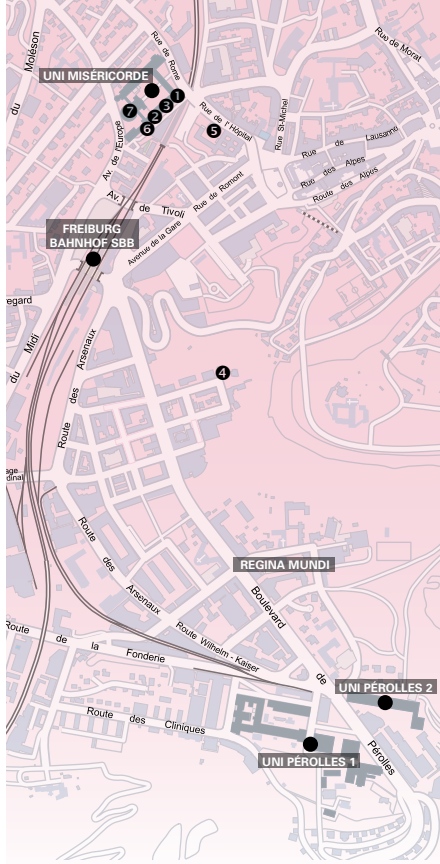 Moléson
du
Rue de Rome
Rue de Morat
UNI MISÉRICORDE
1
3
2
7
6
5
Rue de l'Hôpital
Rue St-Michel
Rue de Lausanne
Rue des Alpes
Route des Alpes
Av. de l'Europe
Rue de Romont
Av. de Tivoli
Avenue de la Gare
FREIBURG
BAHNHOF SBB
egard
du Midi
Route des Arsenaux
4
age
dinal
REGINA MUNDI
Route des Arsenaux
Boulevard de Pérolles
Route Wilhelm-Kaiser
Route de la Fonderie
UNI PÉROLLES 2
Route des Cliniques
UNI PÉROLLES 1